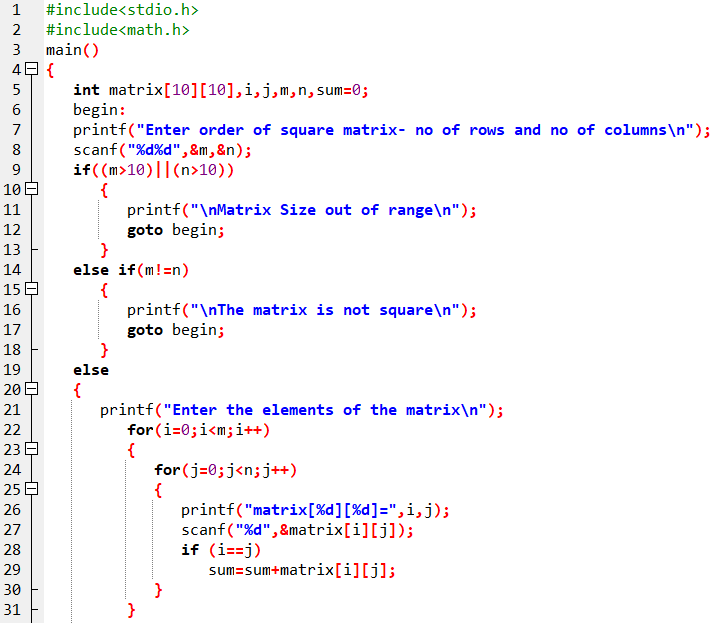 1 #include<stdio.h>
2 #include<math.h>
3 main()
4 {
5 int matrix[10][10],i,j,m,n,sum=0;
6 begin:
7 printf("Enter order of square matrix- no of rows and no of columns\n");
8 scanf("%d%d",&m,&n);
9 if((m>10)||(n>10))
10 {
11 printf("\nMatrix Size out of range\n");
12 goto begin;
13 }
14 else if(m!=n)
15 {
16 printf("\nThe matrix is not square\n");
17 goto begin;
18 }
19 else
20 {
21 printf("Enter the elements of the matrix\n");
22 for(i=0;i<m;i++)
23 {
24 for(j=0;j<n;j++)
25 {
26 printf("matrix[%d][%d]=",i,j);
27 scanf("%d",&matrix[i][j]);
28 if (i==j)
29 sum=sum+matrix[i][j];
30 }
31 }